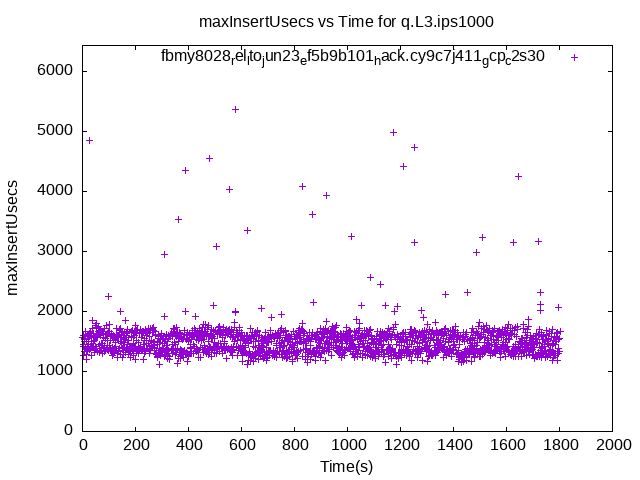 maxInsertUsecs vs Time for q.L3.ips1000
fbmy8028relltojun23ef5b9b101hack.cy9c7j411gcpc2s30
6000
5000
4000
3000
2000
1000
0
maxInsertUsecs
0 200 400 600 800 1000 1200 1400 1600 1800 2000
Time(s)